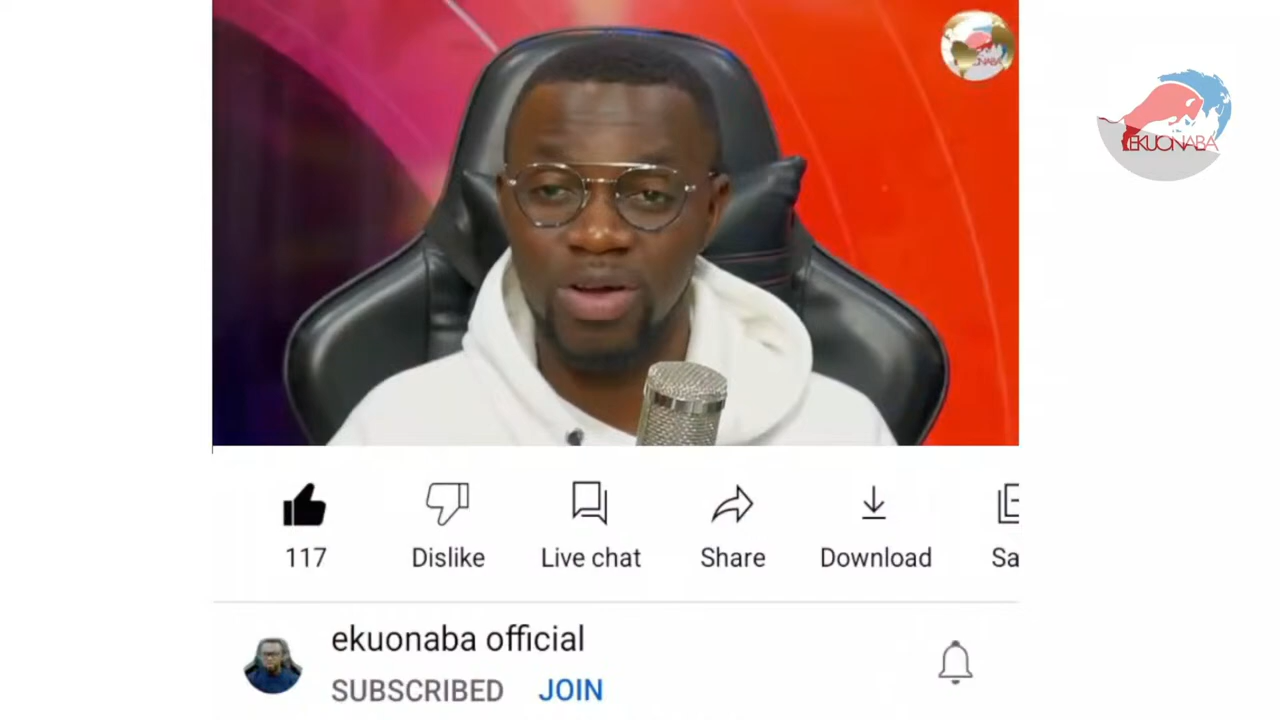 EKUONABA
117
Dislike
Live chat
Share
Download
Sa
ekuonaba official
SUBSCRIBED
JOIN